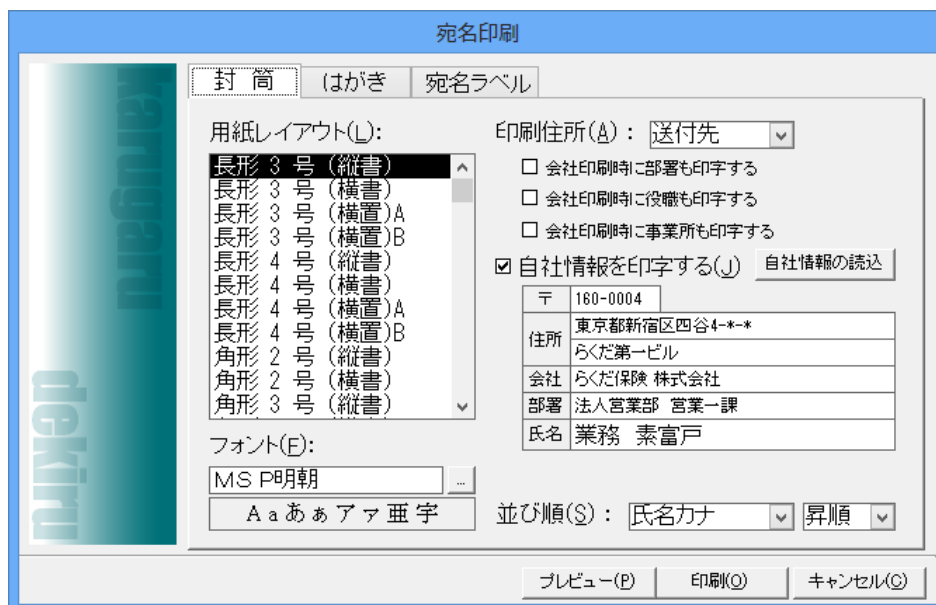 宛名印刷
karugaru
dekiru
封 筒
はがき
宛名ラベル
用紙レイアウト(L):
長形 3 号 (縦書)
長形 3 号 (横書)
長形 3 号 (横置)A
長形 3 号 (横置)B
長形 4 号 (縦書)
長形 4 号 (横書)
長形 4 号 (横置)A
長形 4 号 (横置)B
角形 2 号 (縦書)
角形 2 号 (横書)
角形 3 号 (縦書)
フォント(F):
MS P明朝
...
Aaあぁアァ亜宇
印刷住所(A) : 送付先
会社印刷時に部署も印字する
会社印刷時に役職も印字する
会社印刷時に事業所も印字する
自社情報を印字する(J) 自社情報の読込
〒 160-0004
住所 東京都新宿区四谷4-*-*
らくだ第一ビル
会社 らくだ保険 株式会社
部署 法人営業部 営業一課
氏名 業務 素富戸
並び順(S) : 氏名カナ 昇順
プレビュー(P) 印刷(O) キャンセル(C)